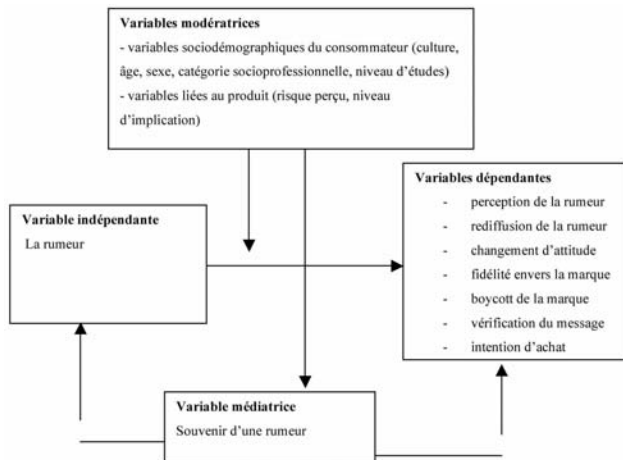 Variables modératrices
- variables sociodémographiques du consommateur (culture,
âge, sexe, catégorie socioprofessionnelle, niveau d'études)
- variables liées au produit (risque perçu, niveau
d'implication)
Variable indépendante
La rumeur
Variables dépendantes
- perception de la rumeur
- rediffusion de la rumeur
- changement d'attitude
- fidélité envers la marque
- boycott de la marque
- vérification du message
- intention d'achat
Variable médiatrice
Souvenir d'une rumeur